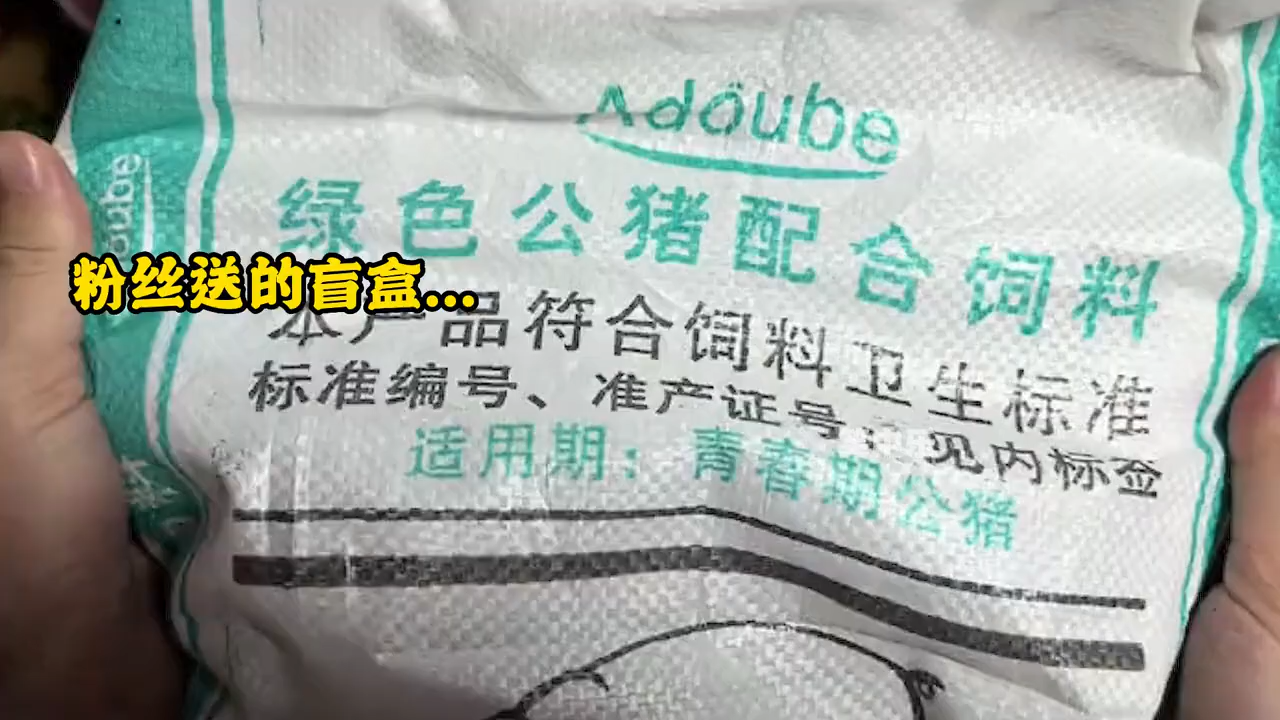 Adoube
绿色公猪配合饲料
粉丝送的盲盒...
本产品符合饲料卫生标准
标准编号、准产证号：见内标签
适用期：青春期公猪